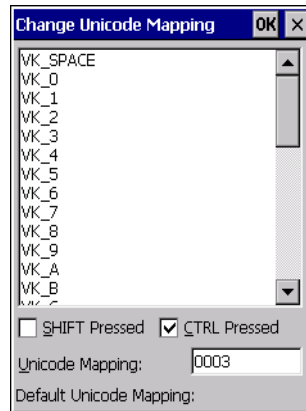 Change Unicode Mapping OK ×
VK_SPACE
VK_0
VK_1
VK_2
VK_3
VK_4
VK_5
VK_6
VK_7
VK_8
VK_9
VK_A
VK_B
SHIFT Pressed CTRL Pressed
Unicode Mapping: 0003
Default Unicode Mapping: